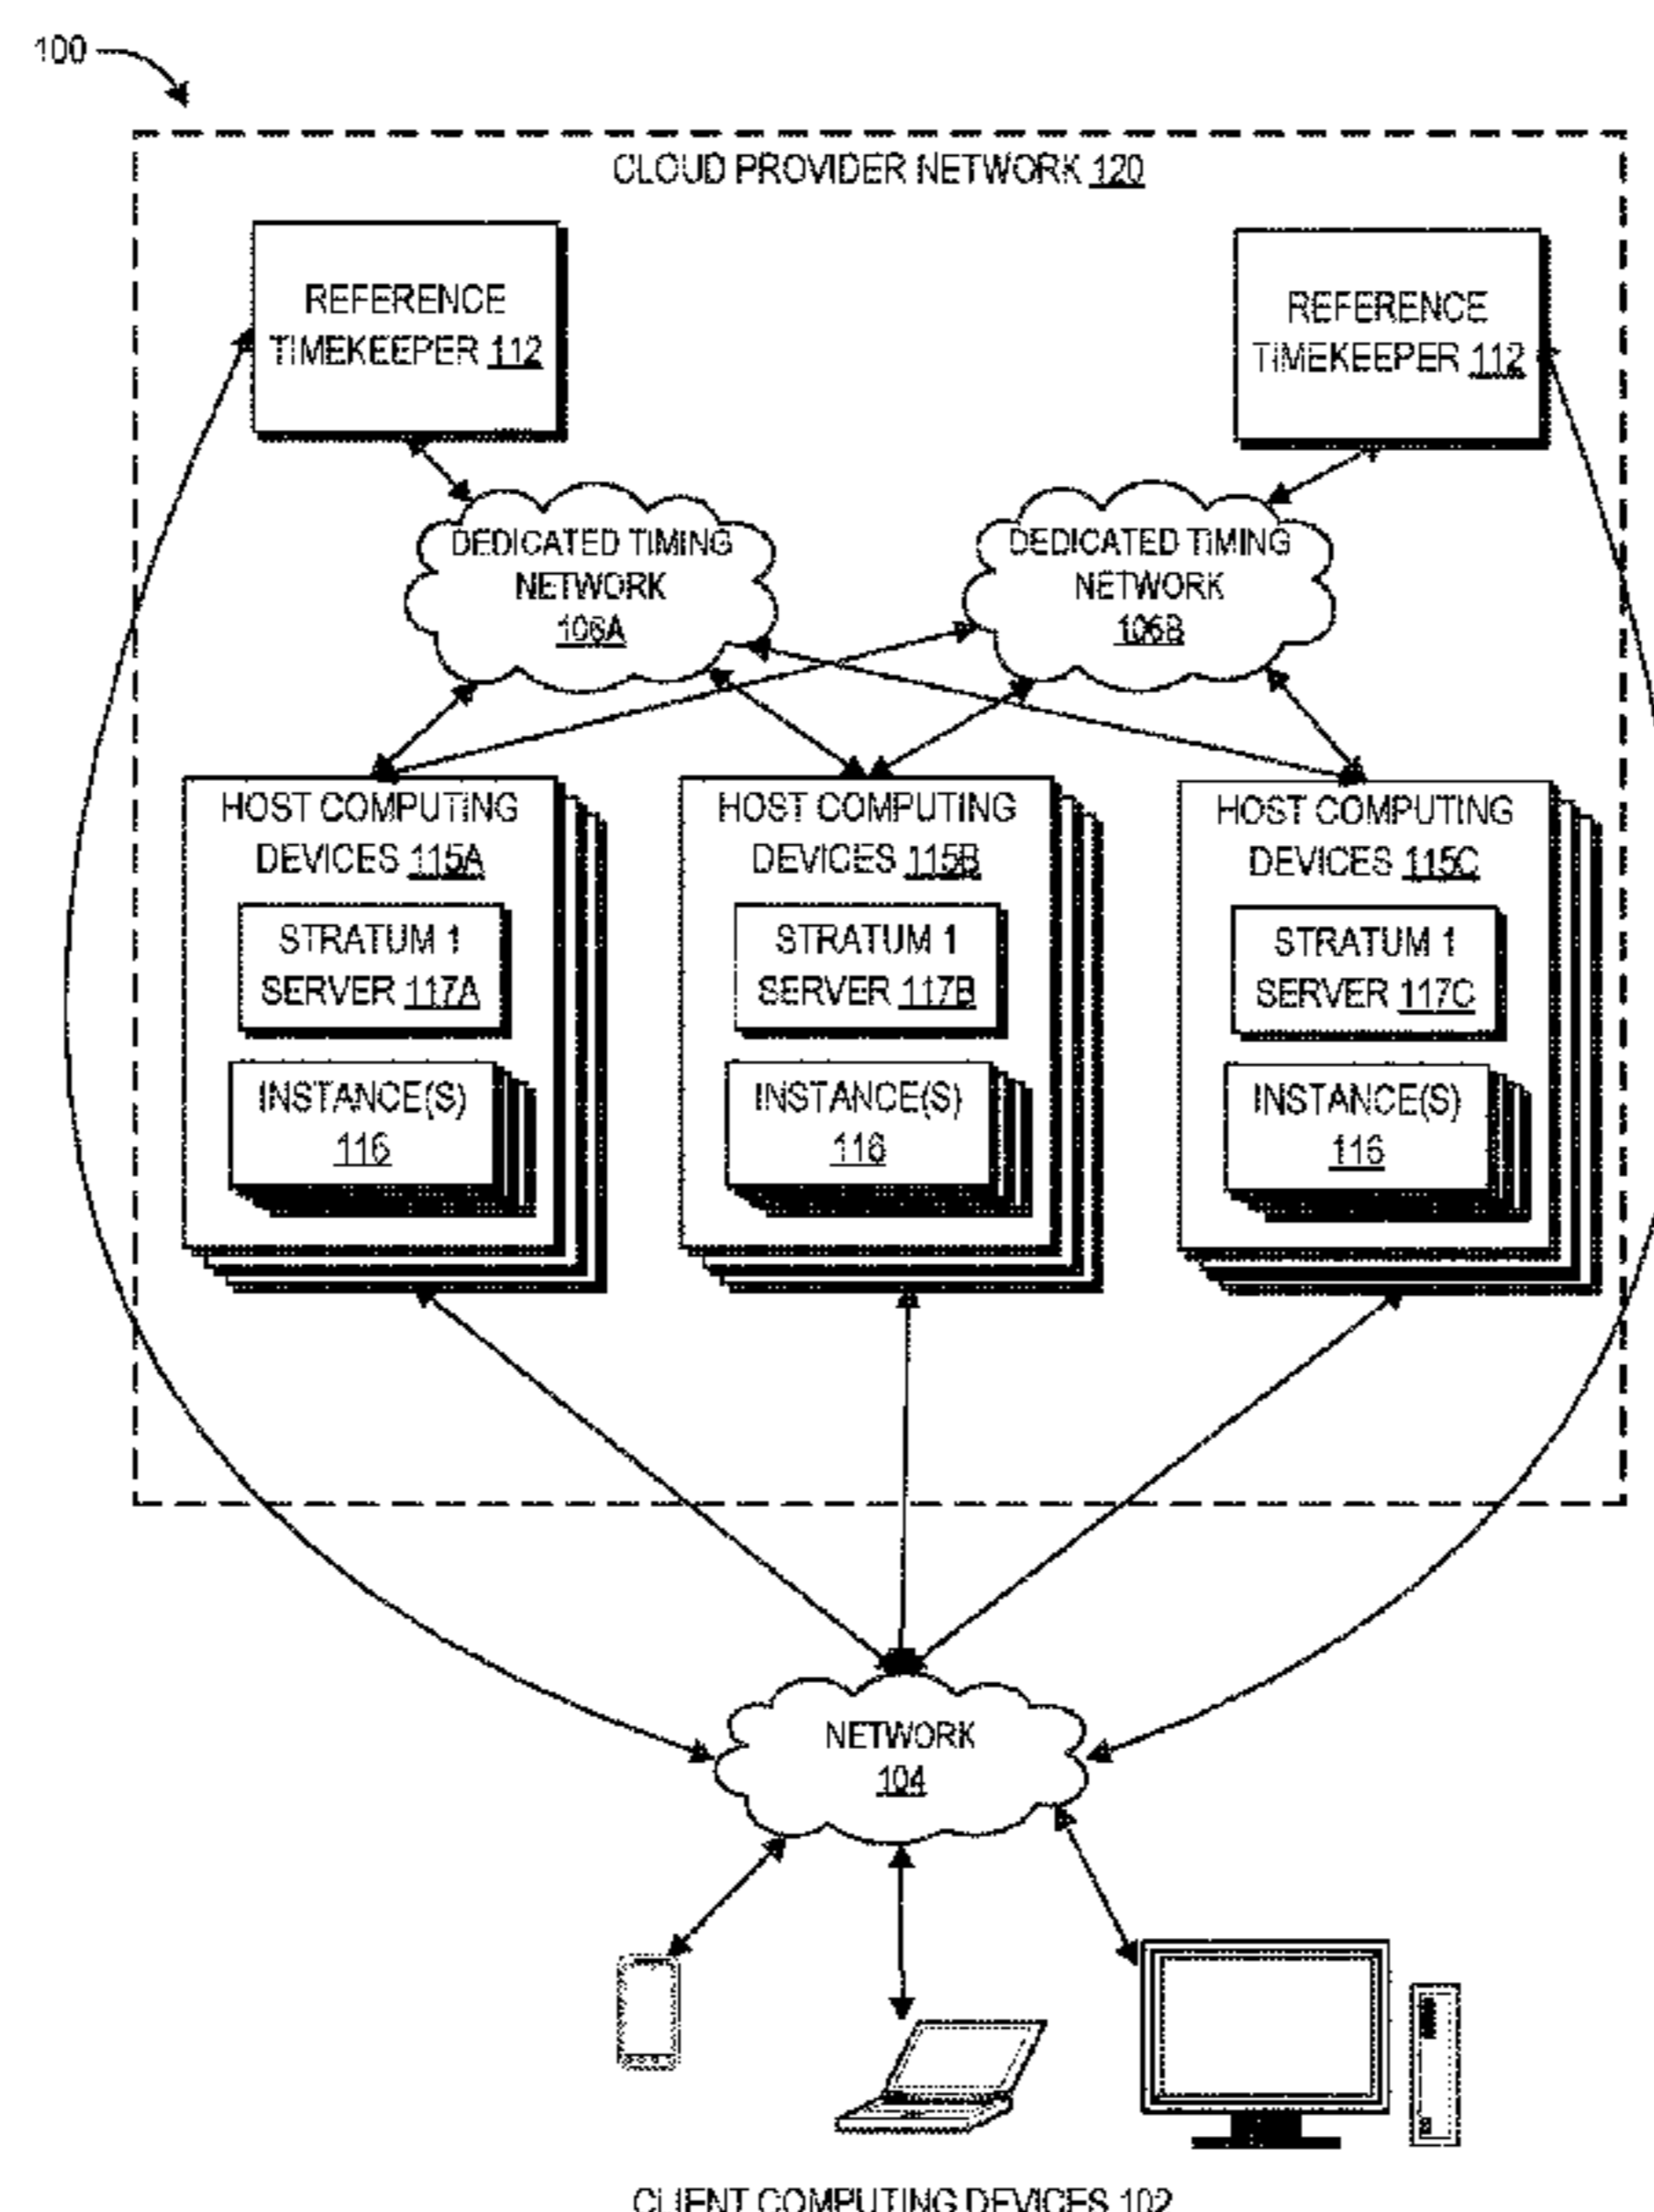 100
CLOUD PROVIDER NETWORK 120
REFERENCE
TIMEKEEPER 112
REFERENCE
TIMEKEEPER 112
DEDICATED TIMING
NETWORK
106A
DEDICATED TIMING
NETWORK
106B
HOST COMPUTING
DEVICES 115A
STRATUM 1
SERVER 117A
INSTANCE(S)
116
HOST COMPUTING
DEVICES 115B
STRATUM 1
SERVER 117B
INSTANCE(S)
116
HOST COMPUTING
DEVICES 115C
STRATUM 1
SERVER 117C
INSTANCE(S)
116
NETWORK
104
CLIENT COMPUTING DEVICES 102